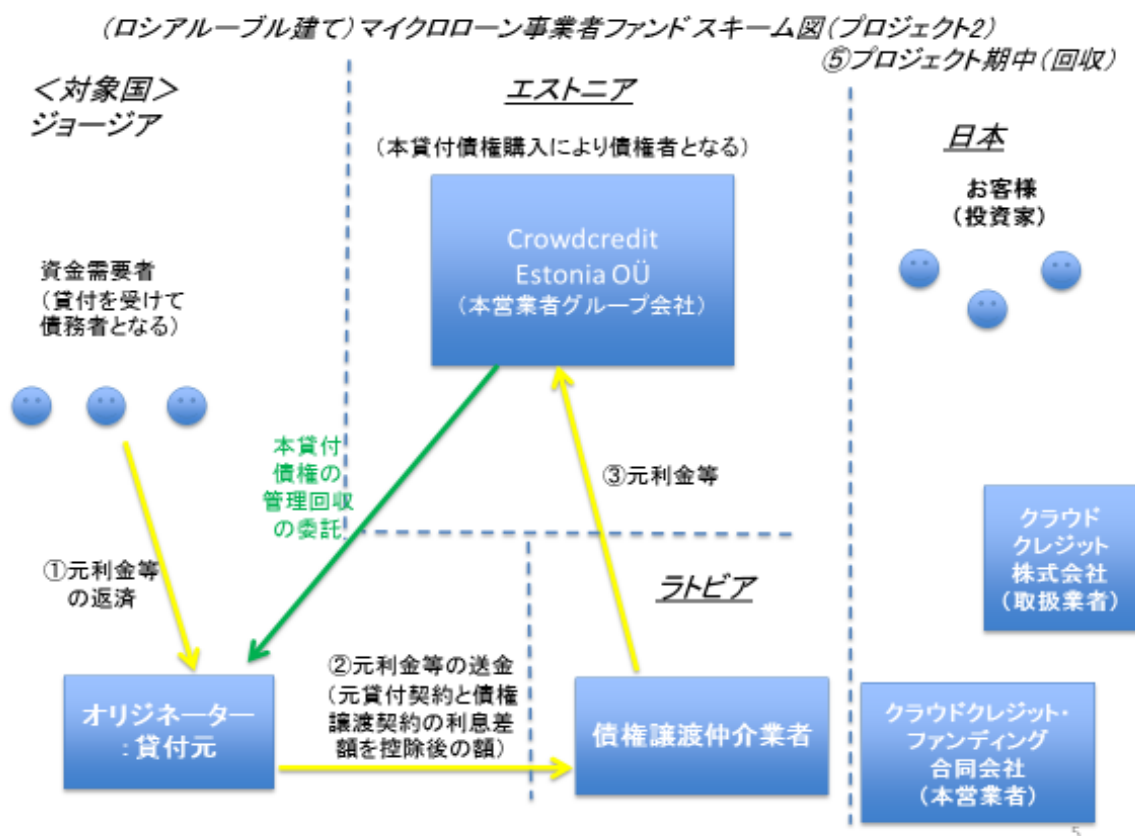 (ロシアルーブル建て)マイクロローン事業者ファンド スキーム図(プロジェクト2)
⑤プロジェクト期中(回収)
＜対象国＞
ジョージア
エストニア
(本貸付債権購入により債権者となる)
日本
お客様
(投資家)
Crowdcredit
Estonia OÜ
(本営業者グループ会社)
資金需要者
(貸付を受けて
債務者となる)
本貸付
債権の
管理回収
の委託
③元利金等
クラウド
クレジット
株式会社
(取扱業者)
①元利金等
の返済
ラトビア
②元利金等の送金
(元貸付契約と債権
譲渡契約の利息差
額を控除後の額)
オリジネーター
：貸付元
債権譲渡仲介業者
クラウドクレジット・
ファンディング
合同会社
(本営業者)
5